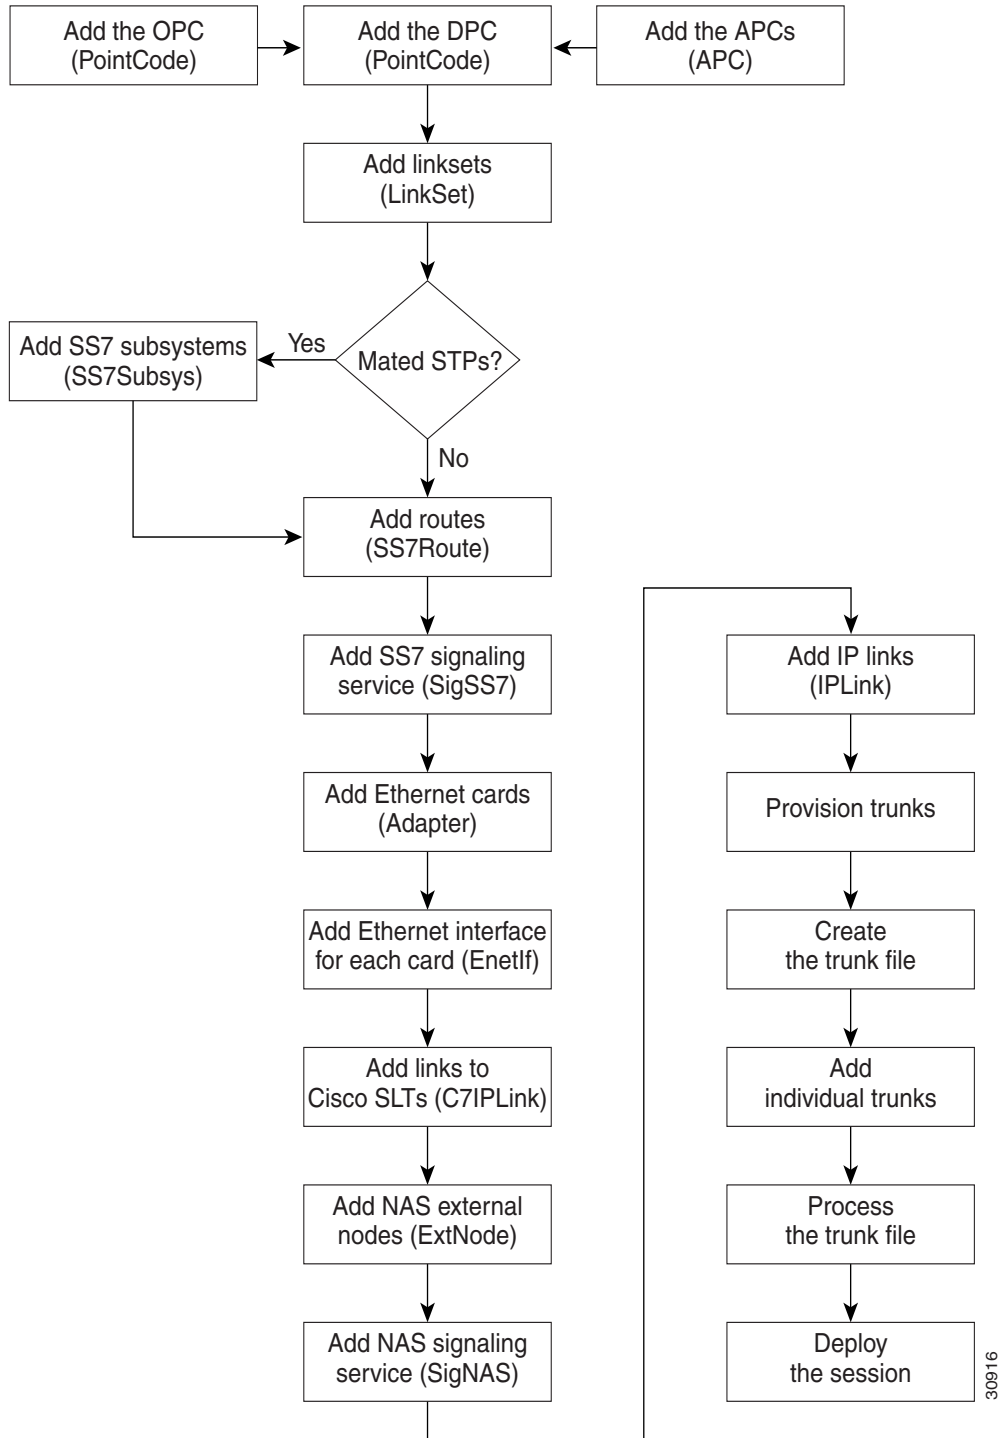 Add the OPC
(PointCode)
Add the DPC
(PointCode)
Add the APCs
(APC)
Add linksets
(LinkSet)
Mated STPs?
Yes
Add SS7 subsystems
(SS7Subsys)
No
Add routes
(SS7Route)
Add SS7 signaling
service (SigSS7)
Add Ethernet cards
(Adapter)
Add Ethernet interface
for each card (EnetIf)
Add links to
Cisco SLTs (C7IPLink)
Add NAS external
nodes (ExtNode)
Add NAS signaling
service (SigNAS)
Add IP links
(IPLink)
Provision trunks
Create
the trunk file
Add
individual trunks
Process
the trunk file
Deploy
the session
30916